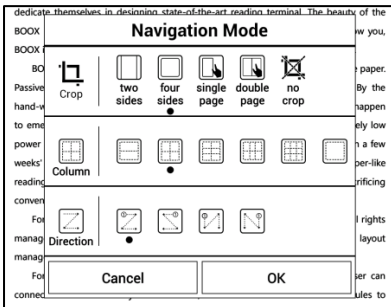 dedicate themselves in designing state-of-the-art reading terminal. The beauty of the
BOOX
Navigation Mode
ow you,
BOOX
BO
paper.
Crop
two sides
four sides
single page
double page
no crop
Passive
By the
hand-w
happen
to eme
ely low
power
n a few
Column
weeks'
per-like
reading
crificing
conven
For
l rights
Direction
manag
layout
manag
For
ser can
Cancel
OK
connec
ules to